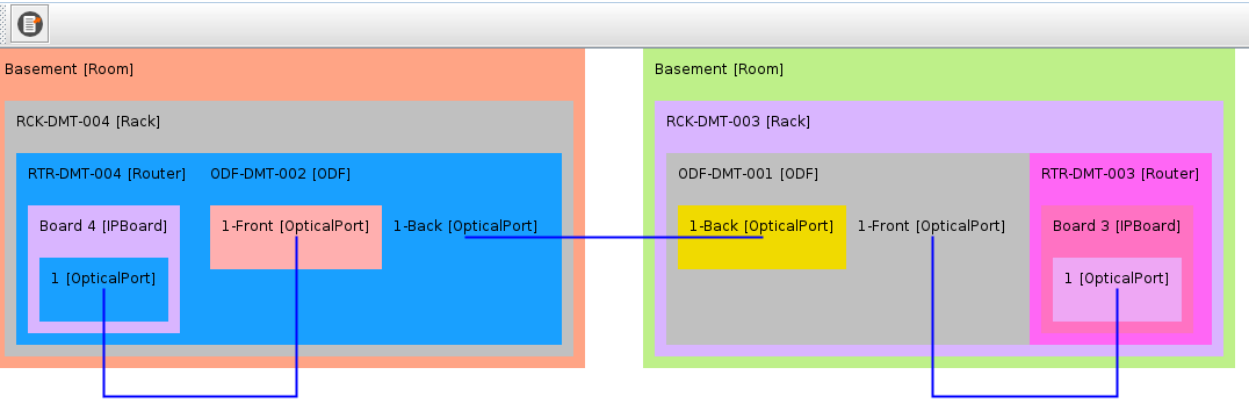 Basement [Room]
RCK-DMT-004 [Rack]
RTR-DMT-004 [Router]
ODF-DMT-002 [ODF]
Board 4 [IPBoard]
1-Front [OpticalPort]
1-Back [OpticalPort]
1 [OpticalPort]
Basement [Room]
RCK-DMT-003 [Rack]
ODF-DMT-001 [ODF]
RTR-DMT-003 [Router]
1-Back [OpticalPort]
1-Front [OpticalPort]
Board 3 [IPBoard]
1 [OpticalPort]